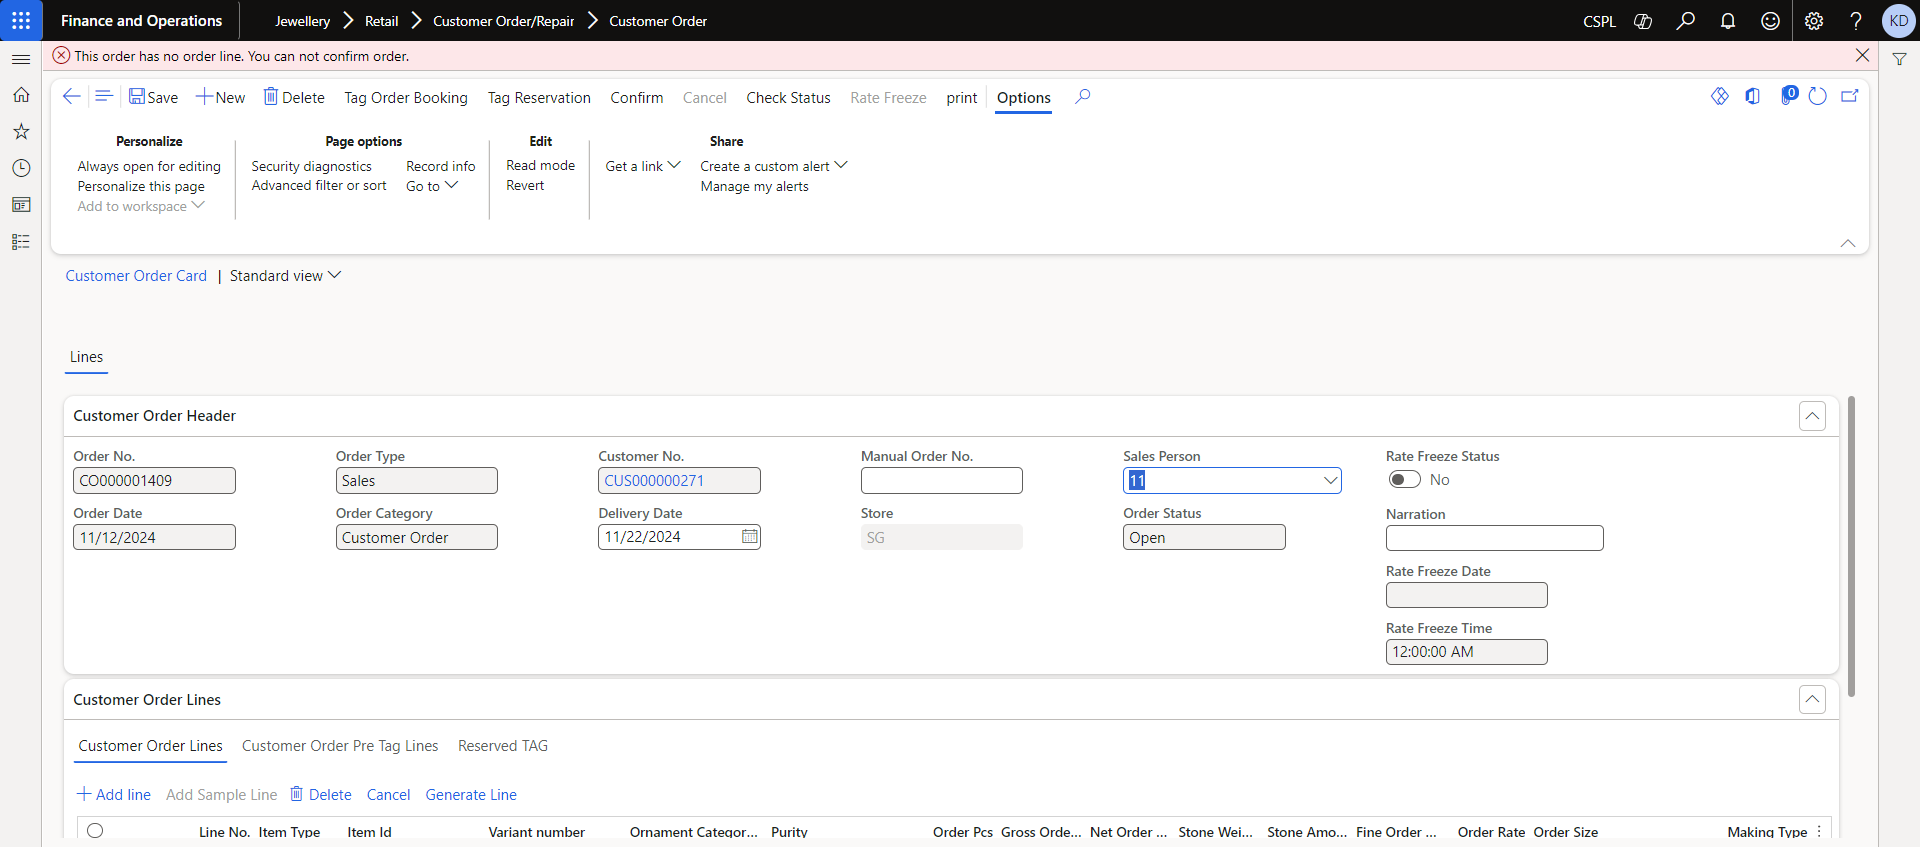 Finance and Operations
Jewellery Retail Customer Order/Repair Customer Order
CSPL
KD
This order has no order line. You can not confirm order.
Save New Delete Tag Order Booking Tag Reservation Confirm Cancel Check Status Rate Freeze print Options
0
Personalize Page options Edit Share
Always open for editing Security diagnostics Record info Read mode Get a link Create a custom alert
Personalize this page Advanced filter or sort Go to Revert Manage my alerts
Add to workspace
Customer Order Card | Standard view
Lines
Customer Order Header
Order No. Order Type Customer No. Manual Order No. Sales Person Rate Freeze Status
CO000001409 Sales CUS000000271 11 No
Order Date Order Category Delivery Date Store Order Status Narration
11/12/2024 Customer Order 11/22/2024 SG Open
Rate Freeze Date
Rate Freeze Time
12:00:00 AM
Customer Order Lines
Customer Order Lines Customer Order Pre Tag Lines Reserved TAG
Add line Add Sample Line Delete Cancel Generate Line
Line No. Item Type Item Id Variant number Ornament Categor... Purity Order Pcs Gross Orde... Net Order ... Stone Wei... Stone Amo... Fine Order ... Order Rate Order Size Making Type